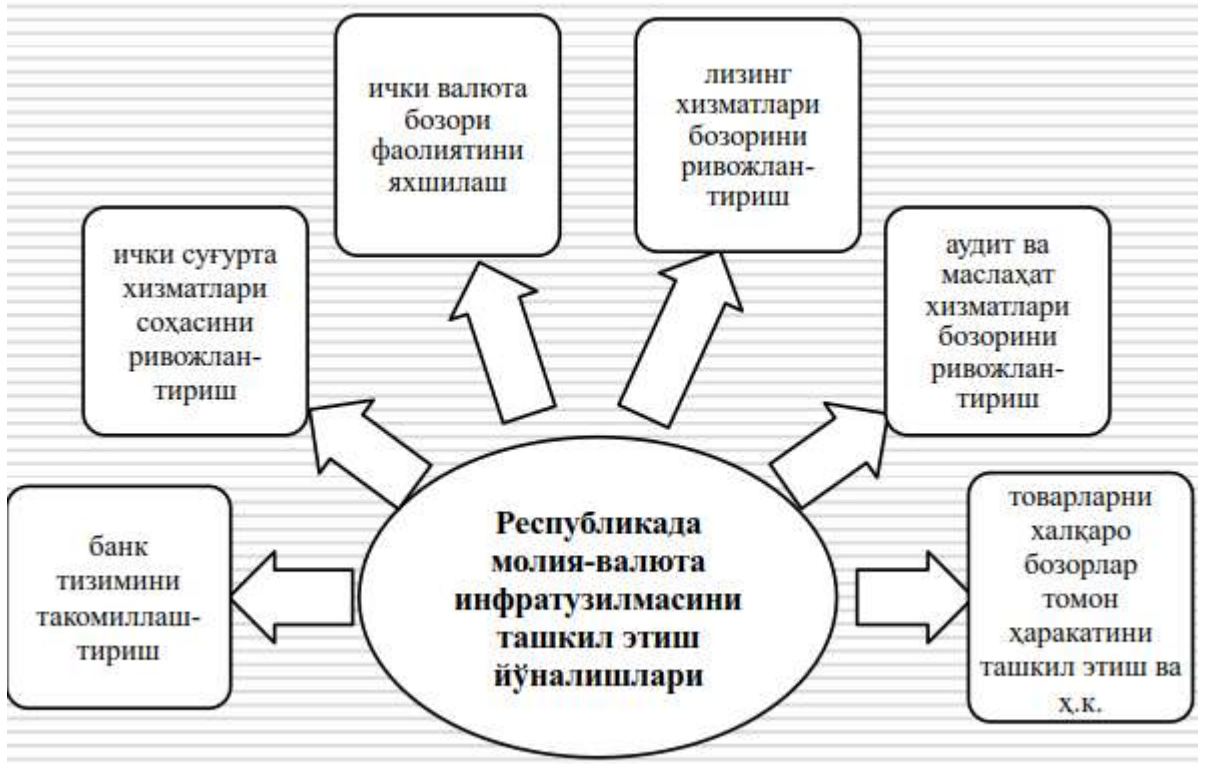 ички валюта
бозори
фаолиятини
яхшилаш
лизинг
хизматлари
бозорини
ривожлан-
тириш
ички суғурта
хизматлари
соҳасини
ривожлан-
тириш
аудит ва
маслаҳат
хизматлари
бозорини
ривожлан-
тириш
банк
тизимини
такомиллаш-
тириш
Республикада
молия-валюта
инфратузилмасини
ташкил этиш
йўналишлари
товарларни
халқаро
бозорлар
томон
ҳаракатини
ташкил этиш ва
ҳ.к.